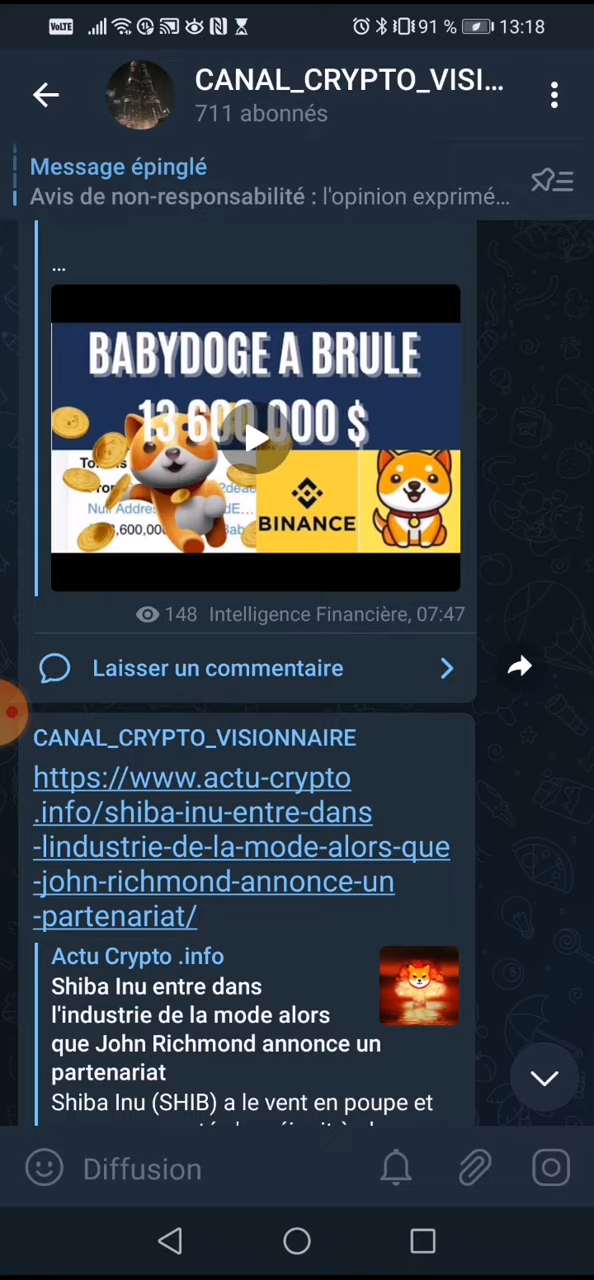 VoLTE 91 % 13:18
CANAL_CRYPTO_VISI...
711 abonnés
Message épinglé
Avis de non-responsabilité : l'opinion exprimé...
...
BABYDOGE A BRULE
13 600 000 $
BINANCE
148 Intelligence Financière, 07:47
Laisser un commentaire
CANAL_CRYPTO_VISIONNAIRE
https://www.actu-crypto
.info/shiba-inu-entre-dans
-lindustrie-de-la-mode-alors-que
-john-richmond-annonce-un
-partenariat/
Actu Crypto .info
Shiba Inu entre dans
l'industrie de la mode alors
que John Richmond annonce un
partenariat
Shiba Inu (SHIB) a le vent en poupe et
Diffusion